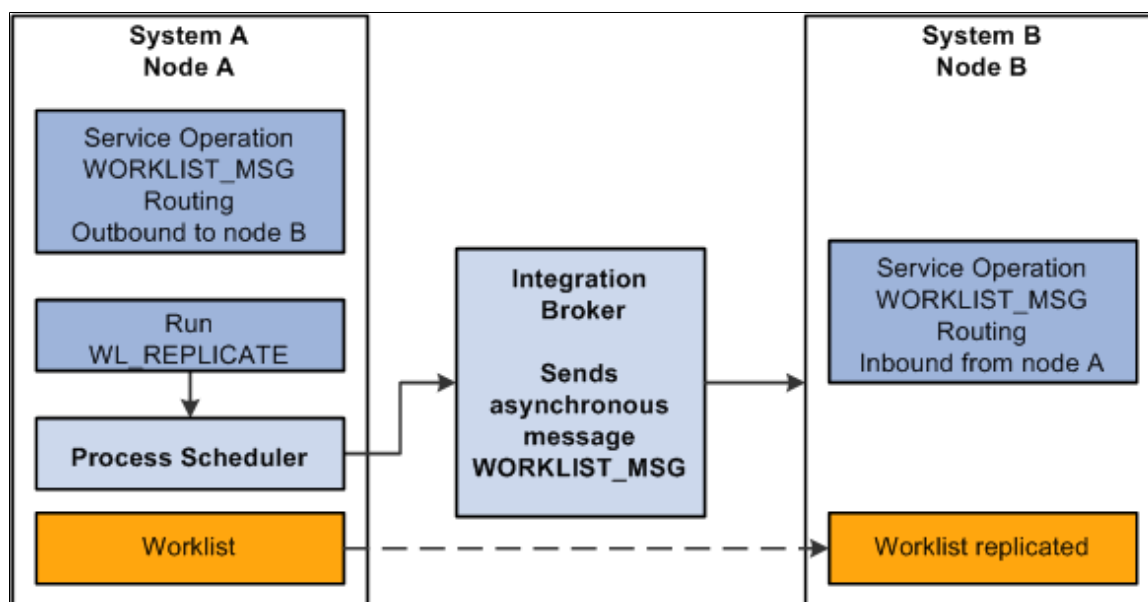 System A
Node A
Service Operation
WORKLIST_MSG
Routing
Outbound to node B
Run
WL_REPLICATE
Process Scheduler
Worklist
Integration
Broker
Sends
asynchronous
message
WORKLIST_MSG
System B
Node B
Service Operation
WORKLIST_MSG
Routing
Inbound from node A
Worklist replicated